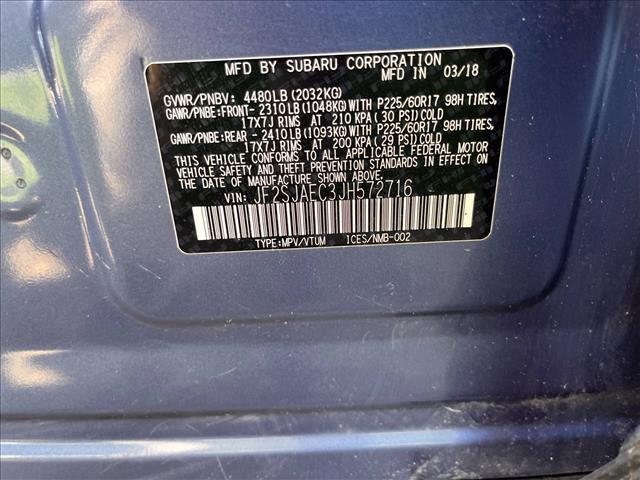 MFD BY SUBARU CORPORATION
MFD IN 03/18
GVWR/PNBV: 4480LB(2032KG)
GAWR/PNBE:FRONT-2310LB(1048KG)WITH P225/60R17 98H TIRES,
17X7J RIMS AT 210 KPA(30 PSI)COLD
GAWR/PNBE:REAR -2410LB(1093KG)WITH P225/60R17 98H TIRES,
17X7J RIMS AT 200 KPA(29 PSI)COLD
THIS VEHICLE CONFORMS TO ALL APPLICABLE FEDERAL MOTOR
VEHICLE SAFETY AND THEFT PREVENTION STANDARDS IN EFFECT ON
THE DATE OF MANUFACTURE SHOWN ABOVE.
VIN: JF2SJAEC3JH572716
TYPE:MPV/VTUM ICES/NMB-002